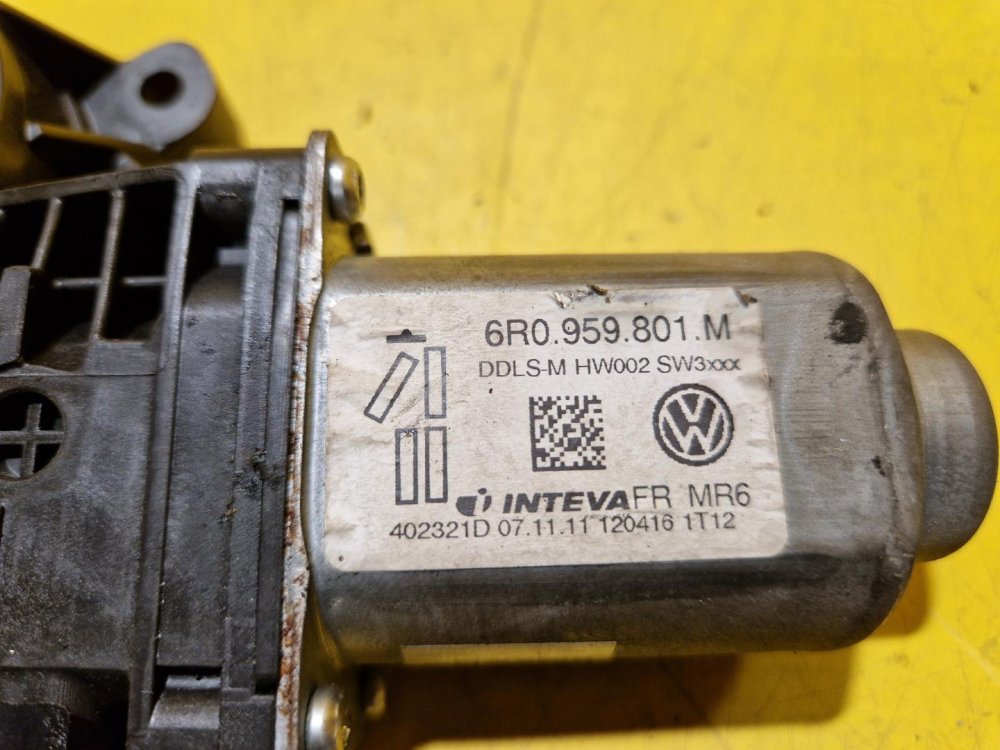 6R0.959.801.M
DDLS-M HW002 SW3xxx
INTEVA FR MR6
402321D 07.11.11 120416 1T12